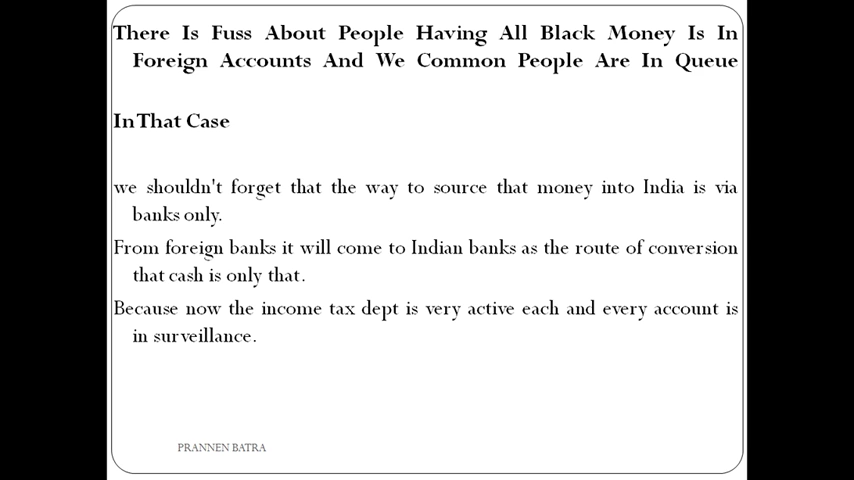 There Is Fuss About People Having All Black Money Is In
Foreign Accounts And We Common People Are In Queue
In That Case
we shouldn't forget that the way to source that money into India is via
banks only.
From foreign banks it will come to Indian banks as the route of conversion
that cash is only that.
Because now the income tax dept is very active each and every account is
in surveillance.
PRANNEN BATRA